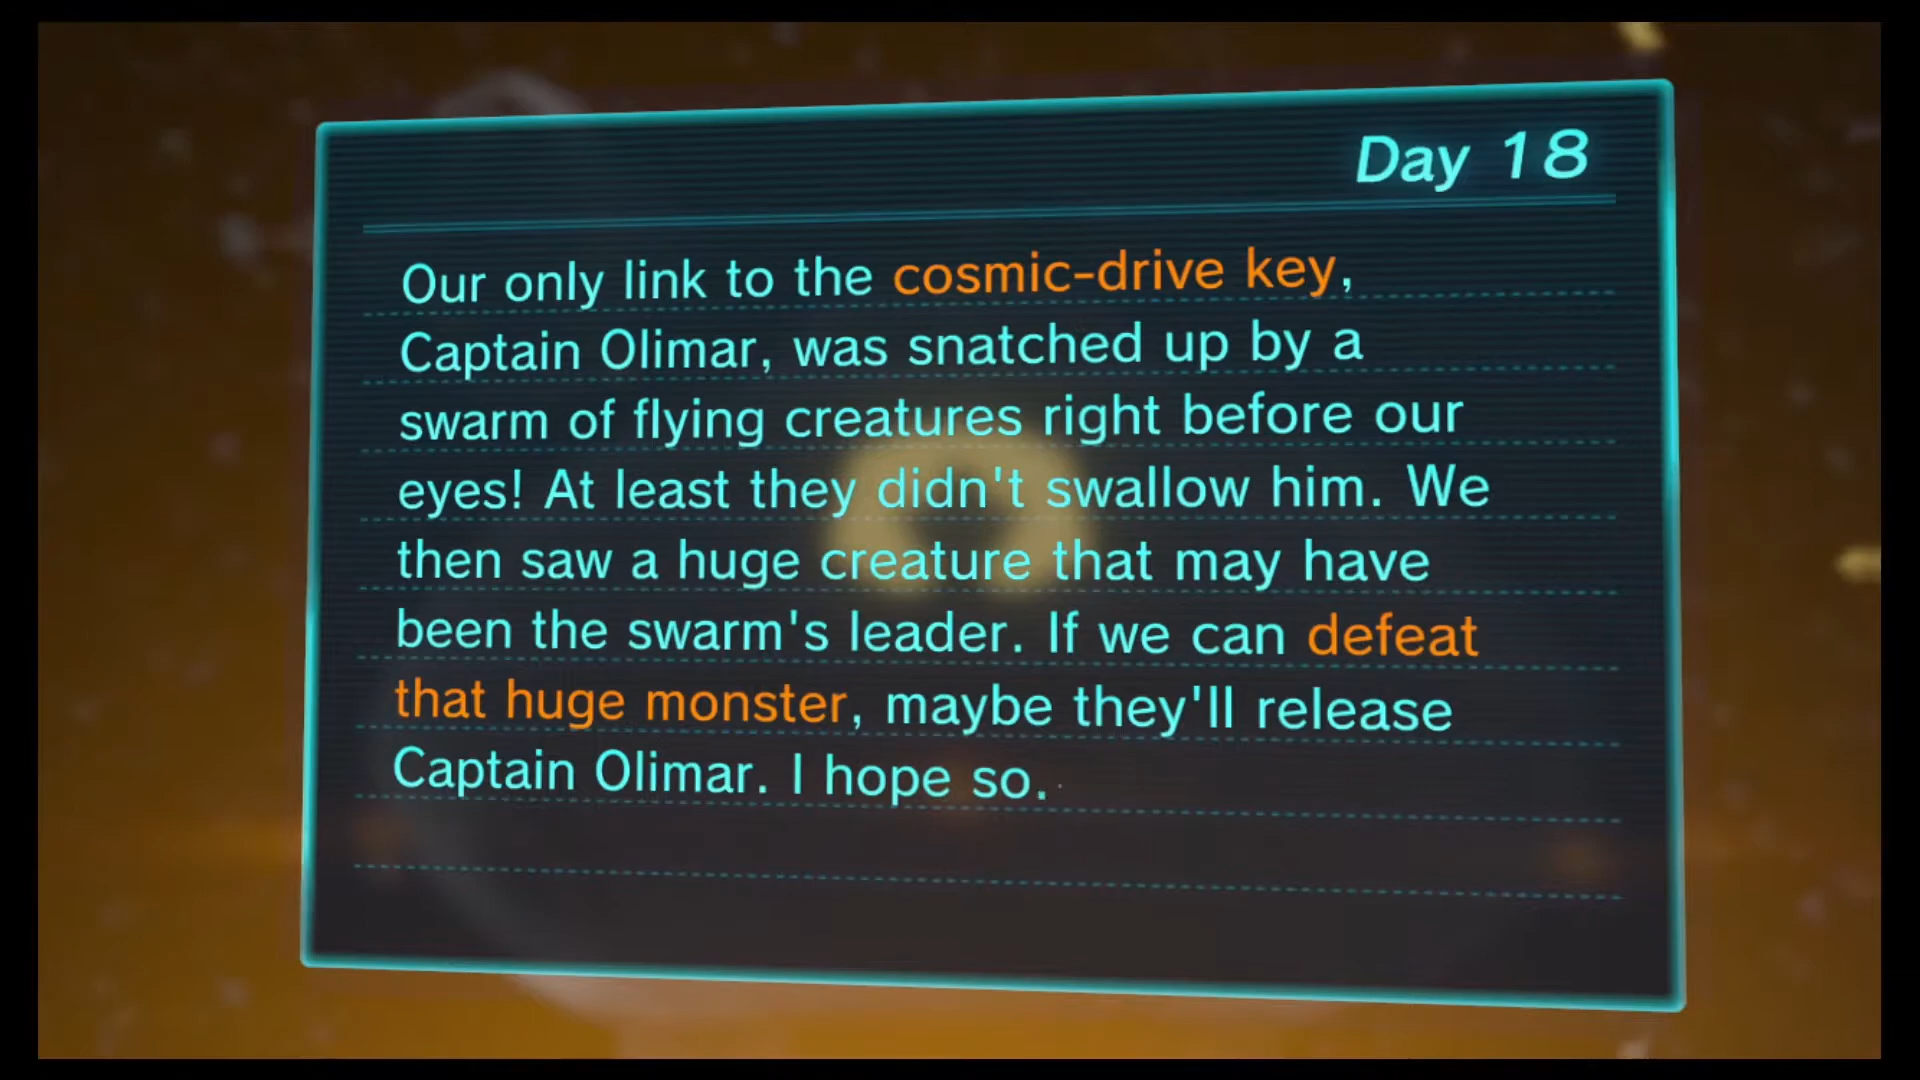 Day 18
Our only link to the cosmic-drive key,
Captain Olimar, was snatched up by a
swarm of flying creatures right before our
eyes! At least they didn't swallow him. We
then saw a huge creature that may have
been the swarm's leader. If we can defeat
that huge monster, maybe they'll release
Captain Olimar. I hope so.